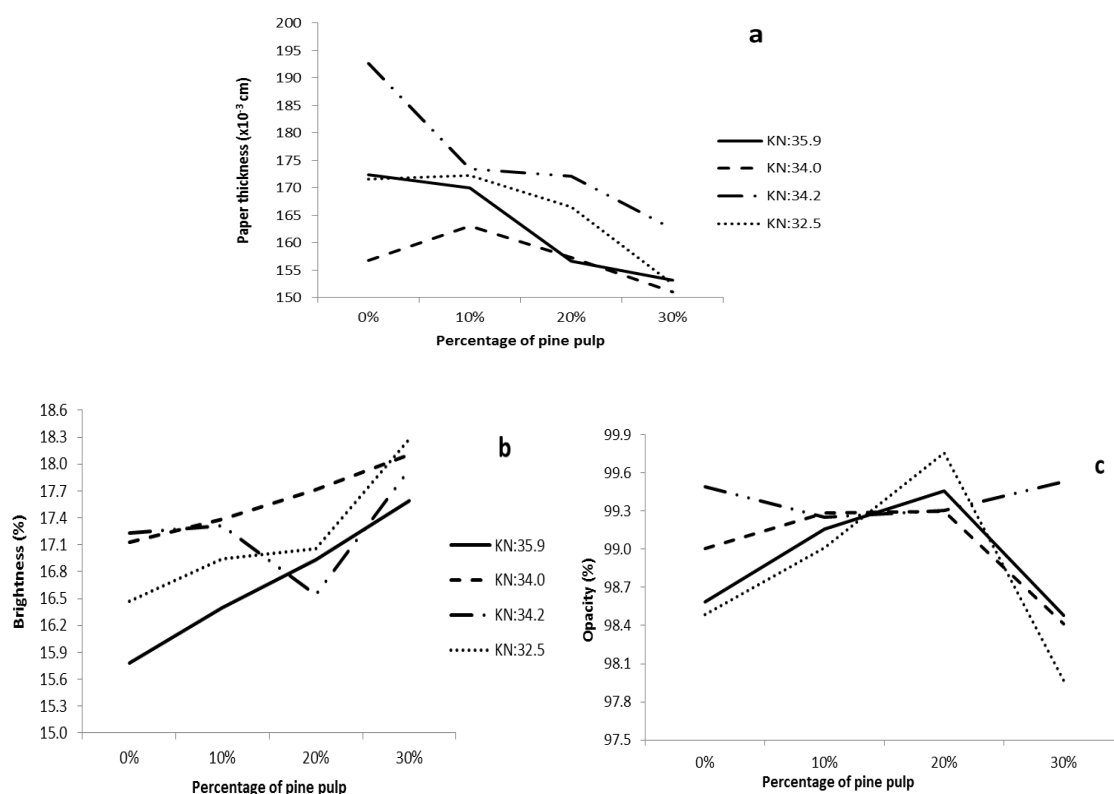 a
Paper thickness (x10⁻³ cm)
200
195
190
185
180
175
170
165
160
155
150
0% 10% 20% 30%
Percentage of pine pulp
KN:35.9
KN:34.0
KN:34.2
KN:32.5
b
Brightness (%)
18.6
18.3
18.0
17.7
17.4
17.1
16.8
16.5
16.2
15.9
15.6
15.3
15.0
0% 10% 20% 30%
Percentage of pine pulp
KN:35.9
KN:34.0
KN:34.2
KN:32.5
c
Opacity (%)
99.9
99.6
99.3
99.0
98.7
98.4
98.1
97.8
97.5
0% 10% 20% 30%
Percentage of pine pulp